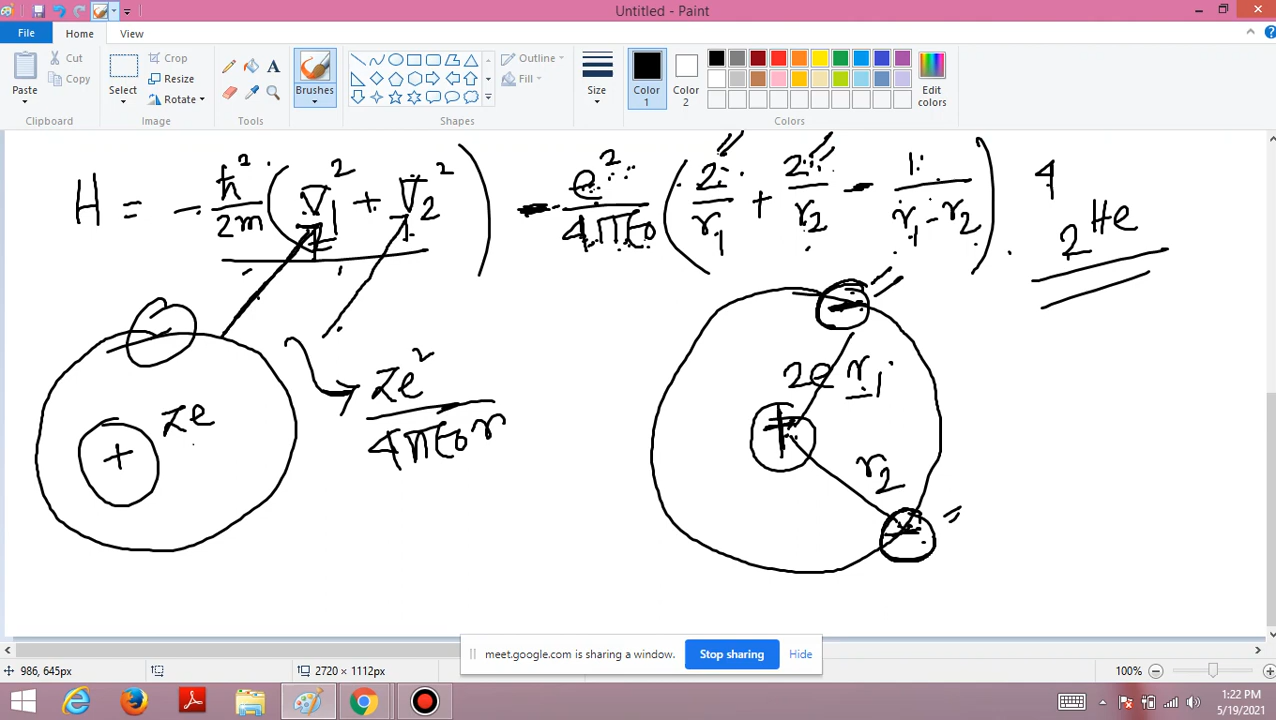 Untitled - Paint
File
Home
View
Paste
Cut
Copy
Clipboard
Select
Crop
Resize
Rotate
Image
A
Tools
Brushes
Shapes
Outline
Fill
Size
Color 1
Color 2
Colors
Edit colors
H = - ħ²/2m (∇₁² + ∇₂²) - e²/4πε₀ (2/r₁ + 2/r₂ - 1/r₁-r₂) .
4
2 He
+
ze
ze²/4πε₀r
2e
r₁
+
r₂
meet.google.com is sharing a window.
Stop sharing
Hide
986, 645px
2720 × 1112px
100%
1:22 PM
5/19/2021